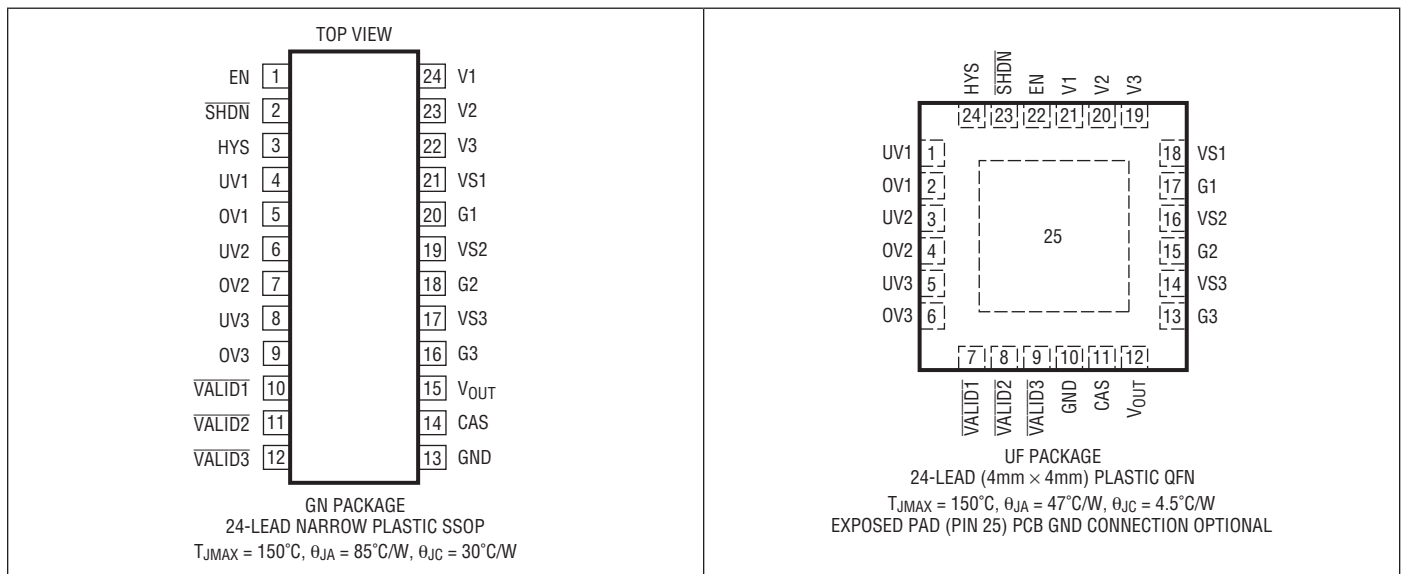 TOP VIEW
EN 1 24 V1
SHDN 2 23 V2
HYS 3 22 V3
UV1 4 21 VS1
OV1 5 20 G1
UV2 6 19 VS2
OV2 7 18 G2
UV3 8 17 VS3
OV3 9 16 G3
VALID1 10 15 VOUT
VALID2 11 14 CAS
VALID3 12 13 GND
GN PACKAGE
24-LEAD NARROW PLASTIC SSOP
TJMAX = 150°C, θJA = 85°C/W, θJC = 30°C/W
HYS SHDN EN V1 V2 V3
24 23 22 21 20 19
UV1 1 18 VS1
OV1 2 17 G1
UV2 3 16 VS2
25
OV2 4 15 G2
UV3 5 14 VS3
OV3 6 13 G3
7 8 9 10 11 12
VALID1 VALID2 VALID3 GND CAS VOUT
UF PACKAGE
24-LEAD (4mm × 4mm) PLASTIC QFN
TJMAX = 150°C, θJA = 47°C/W, θJC = 4.5°C/W
EXPOSED PAD (PIN 25) PCB GND CONNECTION OPTIONAL